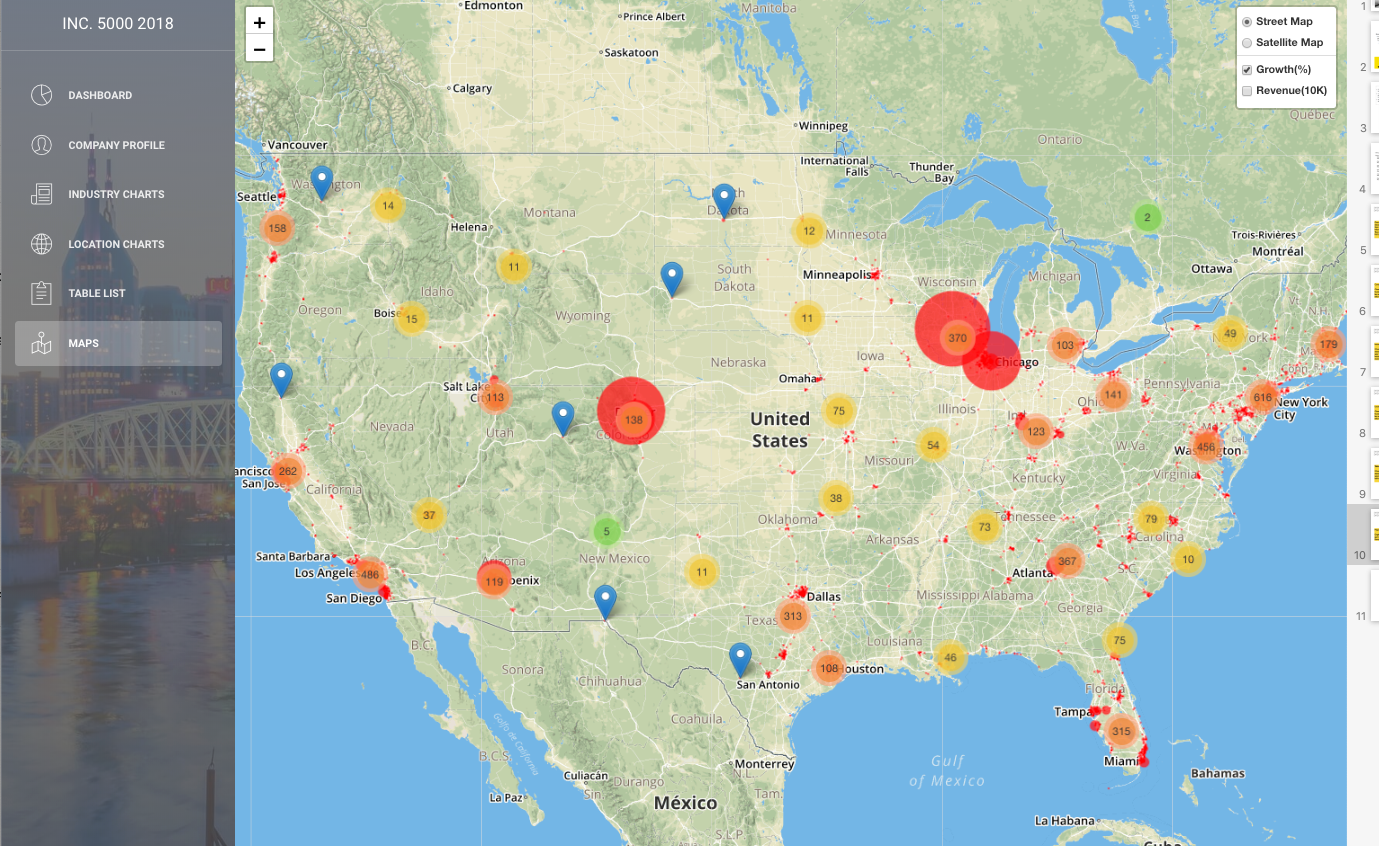 INC. 5000 2018
DASHBOARD
COMPANY PROFILE
INDUSTRY CHARTS
LOCATION CHARTS
TABLE LIST
MAPS
+
−
Street Map
Satellite Map
Growth(%)
Revenue(10K)
Edmonton
Prince Albert
Manitoba
Saskatoon
Calgary
Québec
Winnipeg
Ontario
Vancouver
International
Falls
Thunder
Bay
Seattle
Washington
14
North
Dakota
158
Montana
Helena
12
Minnesota
2
Trois-Rivières
Montréal
Ottawa
11
South
Dakota
Minneapolis
Wisconsin
Michigan
Idaho
Oregon
Boise
15
Wyoming
11
370
103
49
Vt.
N.H.
179
Iowa
Chicago
Nebraska
Omaha
Salt Lake
City
113
Pennsylvania
Conn.
141
616
New York
City
Nevada
Utah
138
United
States
75
Illinois
Ohio
123
54
Missouri
W.Va.
456
Washington
Del
San Francisco
San Jose
262
California
Kentucky
Virginia
37
38
Oklahoma
73
Tennessee
79
Carolina
5
New Mexico
Arkansas
Santa Barbara
Los Angeles
486
Arizona
119
Phoenix
11
Atlanta
367
S.C.
10
San Diego
Dallas
Mississippi
Alabama
Georgia
313
Texas
B.C.
Louisiana
75
46
Sonora
Chihuahua
108
Houston
San Antonio
Florida
Coahuila
Tampa
315
Golfo de California
B.C.S.
Gulf
of Mexico
Miami
Monterrey
N.L.
Bahamas
Culiacán
Sin.
Durango
La Paz
México
Tam.
La Habana
S.L.P.
Cuba
1
2
3
4
5
6
7
8
9
10
11